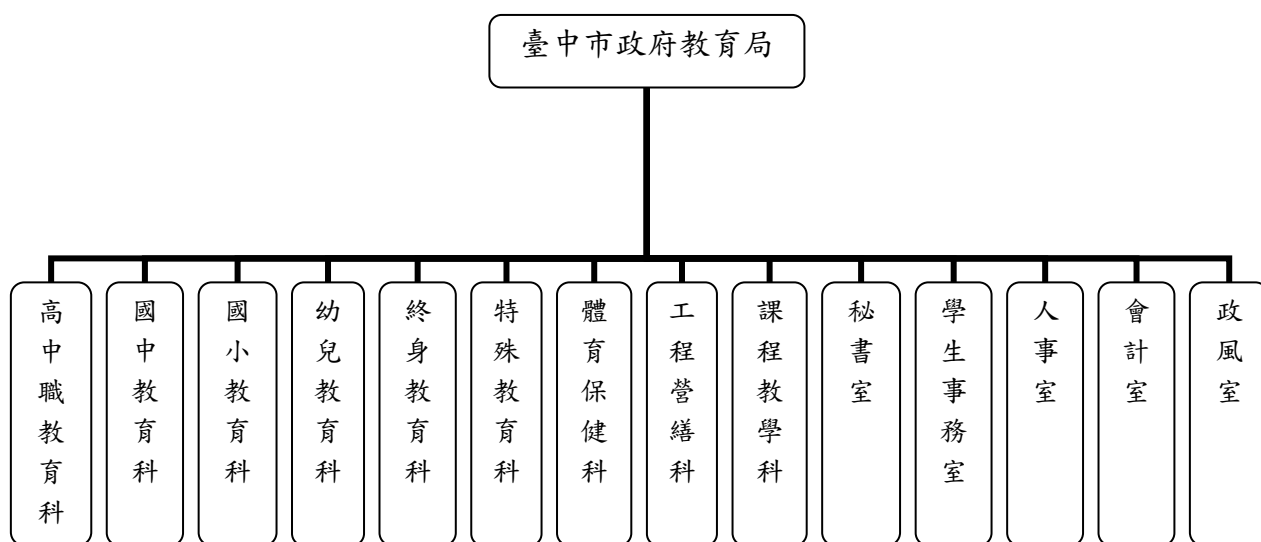 臺中市政府教育局
高中職教育科
國中教育科
國小教育科
幼兒教育科
終身教育科
特殊教育科
體育保健科
工程營繕科
課程教學科
秘書室
學生事務室
人事室
會計室
政風室